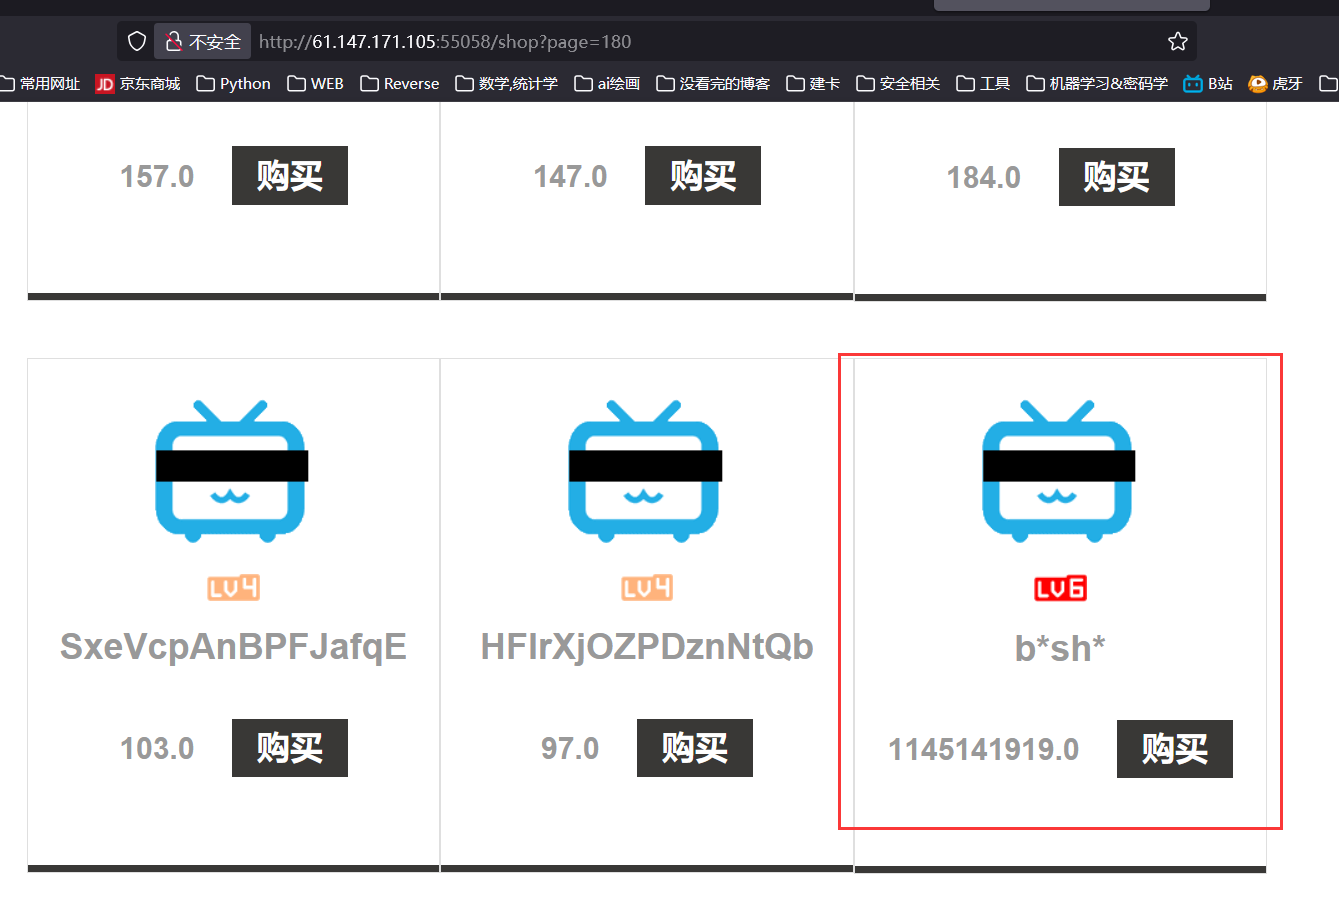 不安全 http://61.147.171.105:55058/shop?page=180
常用网址 JD 京东商城 Python WEB Reverse 数学,统计学 ai绘画 没看完的博客 建卡 安全相关 工具 机器学习&密码学 B站 虎牙
157.0 购买 147.0 购买 184.0 购买
LV4 LV4 LV6
SxeVcpAnBPFJafqE HFIrXjOZPDznNtQb b*sh*
103.0 购买 97.0 购买 1145141919.0 购买